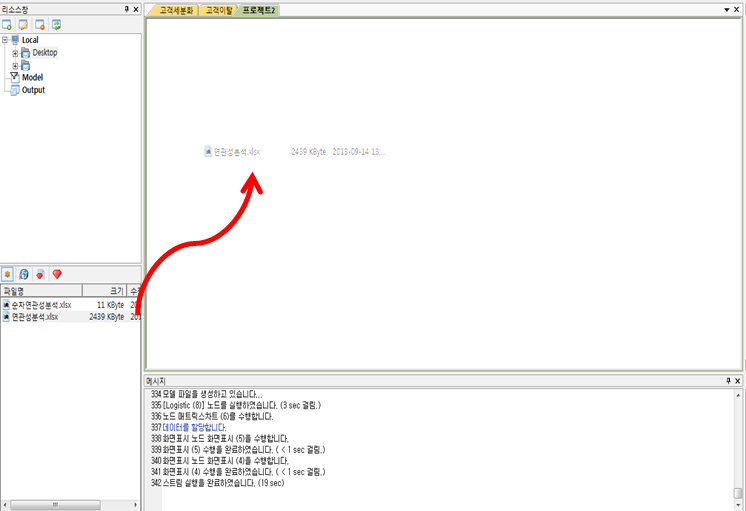 리소스창
고객세분화 고객이탈 프로젝트2
Local
Desktop
Model
Output
연관성분석.xlsx 2439 KByte 2013-09-14 13:...
파일명 크기 수
순차연관성분석.xlsx 11 KByte 20
연관성분석.xlsx 2439 KByte 201
메시지
334 모델 파일을 생성하고 있습니다...
335 [Logistic (8)] 노드를 실행하였습니다. (3 sec 걸림.)
336 노드 매트릭스차트 (6)를 수행합니다.
337 데이터를 할당합니다.
338 화면표시 노드 화면표시 (5)을 수행합니다.
339 화면표시 (5) 수행을 완료하였습니다. ( < 1 sec 걸림.)
340 화면표시 노드 화면표시 (4)을 수행합니다.
341 화면표시 (4) 수행을 완료하였습니다. ( < 1 sec 걸림.)
342 스트림 실행을 완료하였습니다. (19 sec)